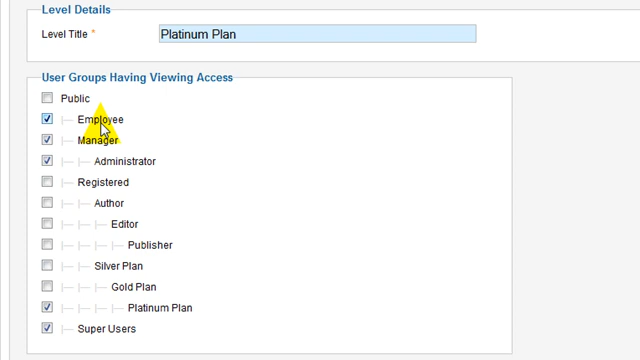 Level Details
Level Title *
Platinum Plan
User Groups Having Viewing Access
Public
Employee
Manager
Administrator
Registered
Author
Editor
Publisher
Silver Plan
Gold Plan
Platinum Plan
Super Users